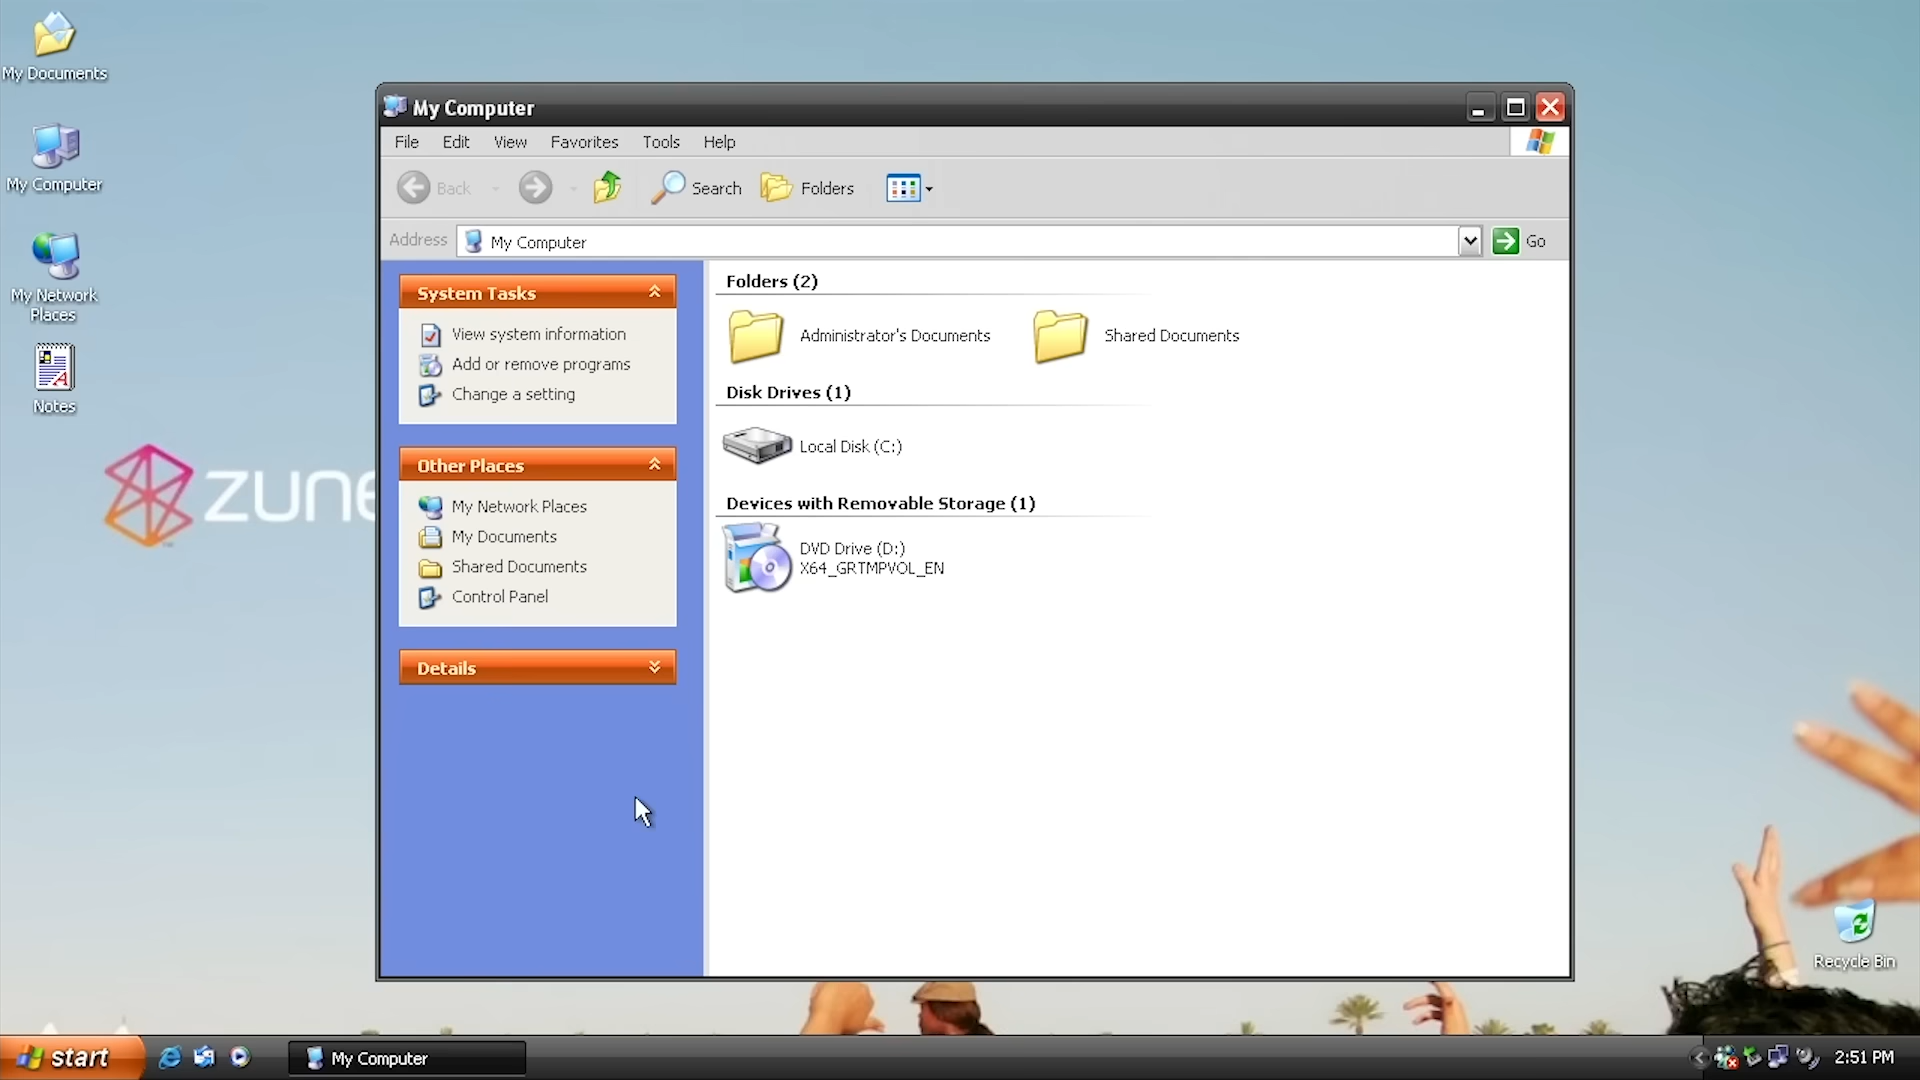 My Documents
My Computer
My Network
Places
Notes
zune
My Computer
File Edit View Favorites Tools Help
Back Search Folders
Address My Computer Go
System Tasks
View system information
Add or remove programs
Change a setting
Other Places
My Network Places
My Documents
Shared Documents
Control Panel
Details
Folders (2)
Administrator's Documents Shared Documents
Disk Drives (1)
Local Disk (C:)
Devices with Removable Storage (1)
DVD Drive (D:)
X64_GRTMPVOL_EN
Recycle Bin
start My Computer 2:51 PM